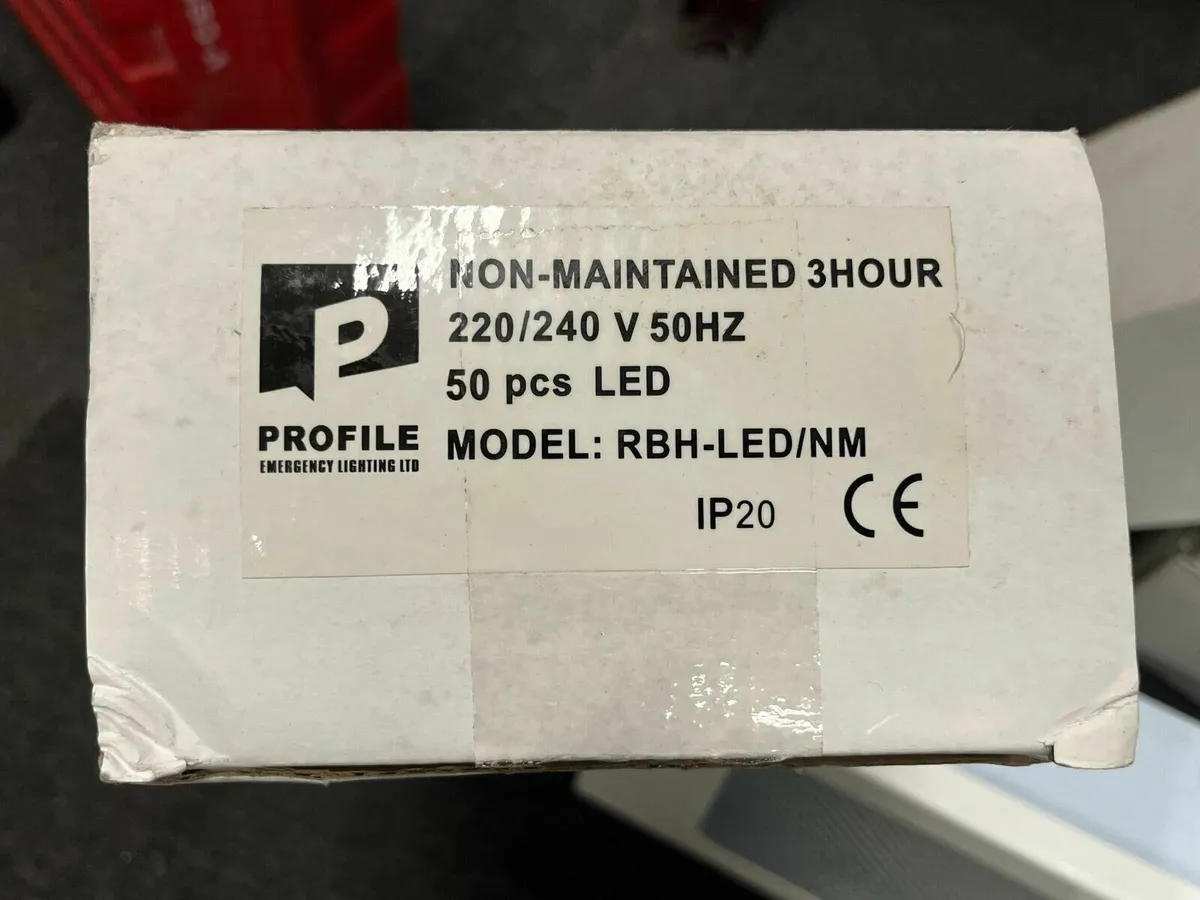 NON-MAINTAINED 3HOUR
220/240 V 50HZ
50 pcs LED
MODEL: RBH-LED/NM
IP20 CE
P
PROFILE
EMERGENCY LIGHTING LTD